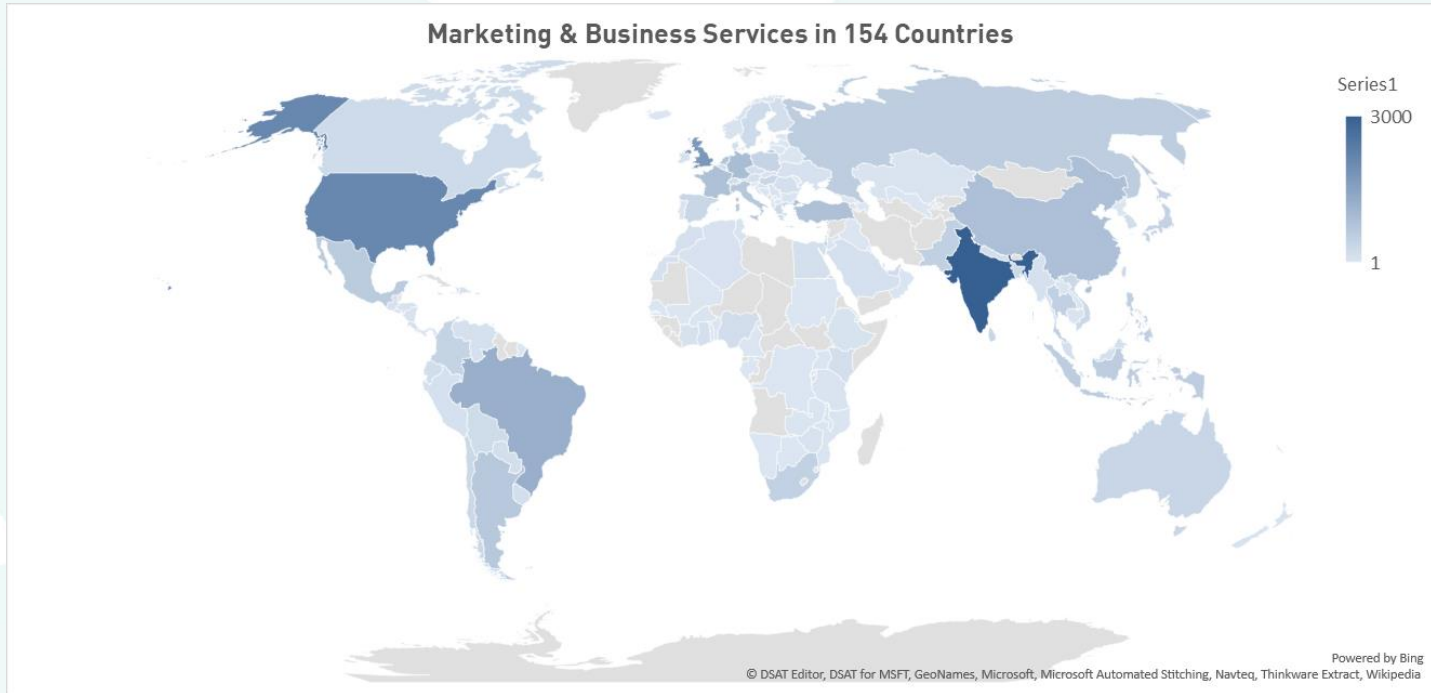 Marketing & Business Services in 154 Countries
Series1
3000
1
Powered by Bing
© DSAT Editor, DSAT for MSFT, GeoNames, Microsoft, Microsoft Automated Stitching, Navteq, Thinkware Extract, Wikipedia